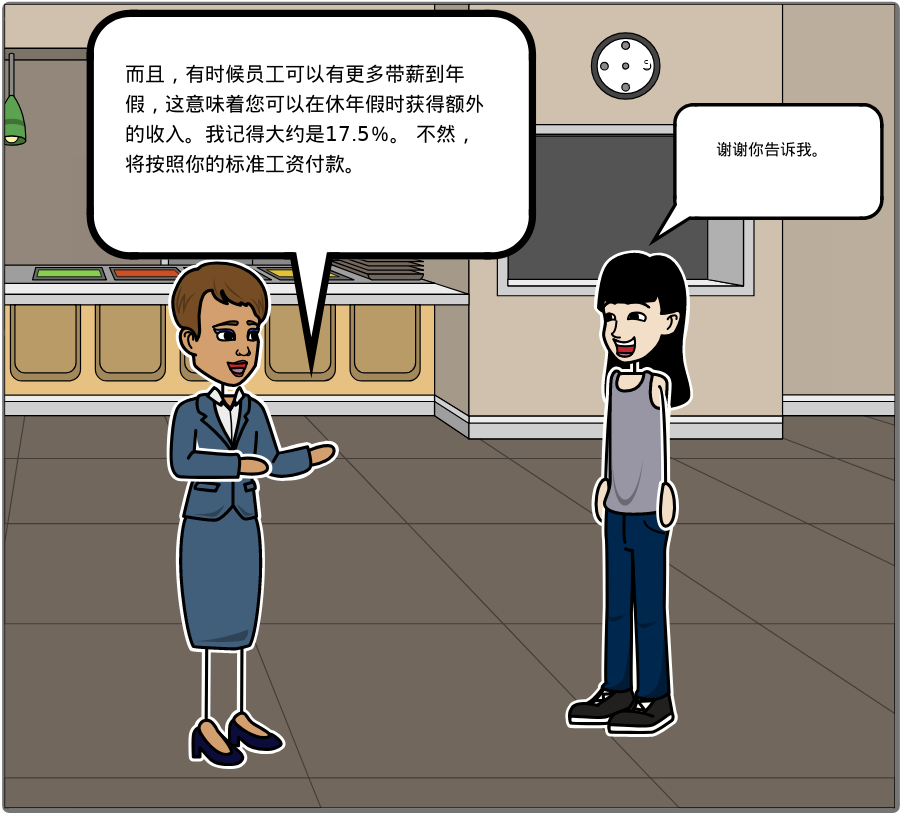 而且，有时候员工可以有更多带薪到年
假，这意味着您可以在休年假时获得额外
的收入。我记得大约是17.5%。 不然，
将按照你的标准工资付款。
谢谢你告诉我。